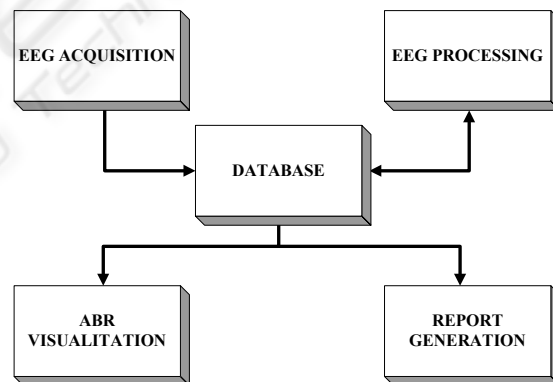 EEG ACQUISITION
EEG PROCESSING
DATABASE
ABR
VISUALITATION
REPORT
GENERATION